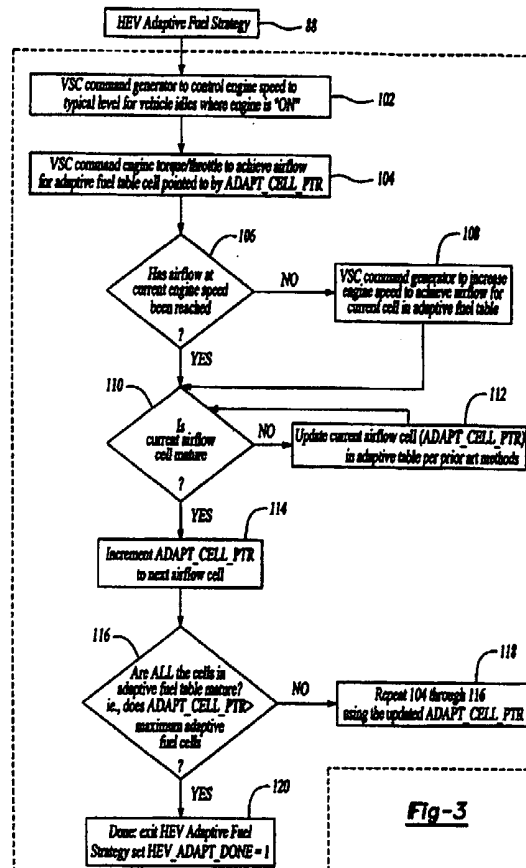 HEV Adaptive Fuel Strategy
88
VSC command generator to control engine speed to
typical level for vehicle idles where engine is "ON"
102
VSC command engine torque/throttle to achieve airflow
for adaptive fuel table cell pointed to by ADAPT_CELL_PTR
104
106
Has airflow at
current engine speed
been reached
?
NO
108
VSC command generator to increase
engine speed to achieve airflow for
current cell in adaptive fuel table
YES
110
Is
current airflow
cell mature
?
NO
112
Update current airflow cell (ADAPT_CELL_PTR)
in adaptive table per prior art methods
YES
114
Increment ADAPT_CELL_PTR
to next airflow cell
116
Are ALL the cells in
adaptive fuel table mature?
ie., does ADAPT_CELL_PTR>
maximum adaptive
fuel cells
?
NO
118
Repeat 104 through 116
using the updated ADAPT_CELL_PTR
YES
120
Done: exit HEV Adaptive Fuel
Strategy set HEV_ADAPT_DONE = 1
Fig-3